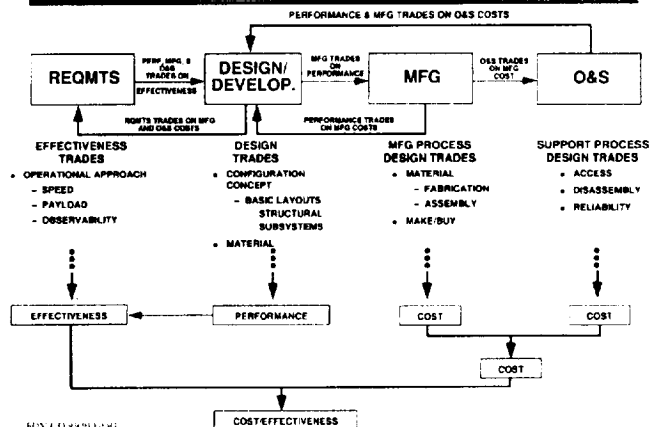 PERFORMANCE & MFG TRADES ON O&S COSTS
REQMTS
PERF, MFG, & O&S TRADES ON EFFECTIVENESS
DESIGN/
DEVELOP.
MFG TRADES
ON
PERFORMANCE
MFG
O&S TRADES
ON MFG
COST
O&S
RQMTS TRADES ON MFG
AND O&S COSTS
PERFORMANCE TRADES
ON MFG COSTS
EFFECTIVENESS
TRADES
• OPERATIONAL APPROACH
– SPEED
– PAYLOAD
– OBSERVABILITY
DESIGN
TRADES
• CONFIGURATION
CONCEPT
– BASIC LAYOUTS
STRUCTURAL
SUBSYSTEMS
• MATERIAL
MFG PROCESS
DESIGN TRADES
• MATERIAL
– FABRICATION
– ASSEMBLY
• MAKE/BUY
SUPPORT PROCESS
DESIGN TRADES
• ACCESS
• DISASSEMBLY
• RELIABILITY
EFFECTIVENESS
PERFORMANCE
COST
COST
COST
COST/EFFECTIVENESS